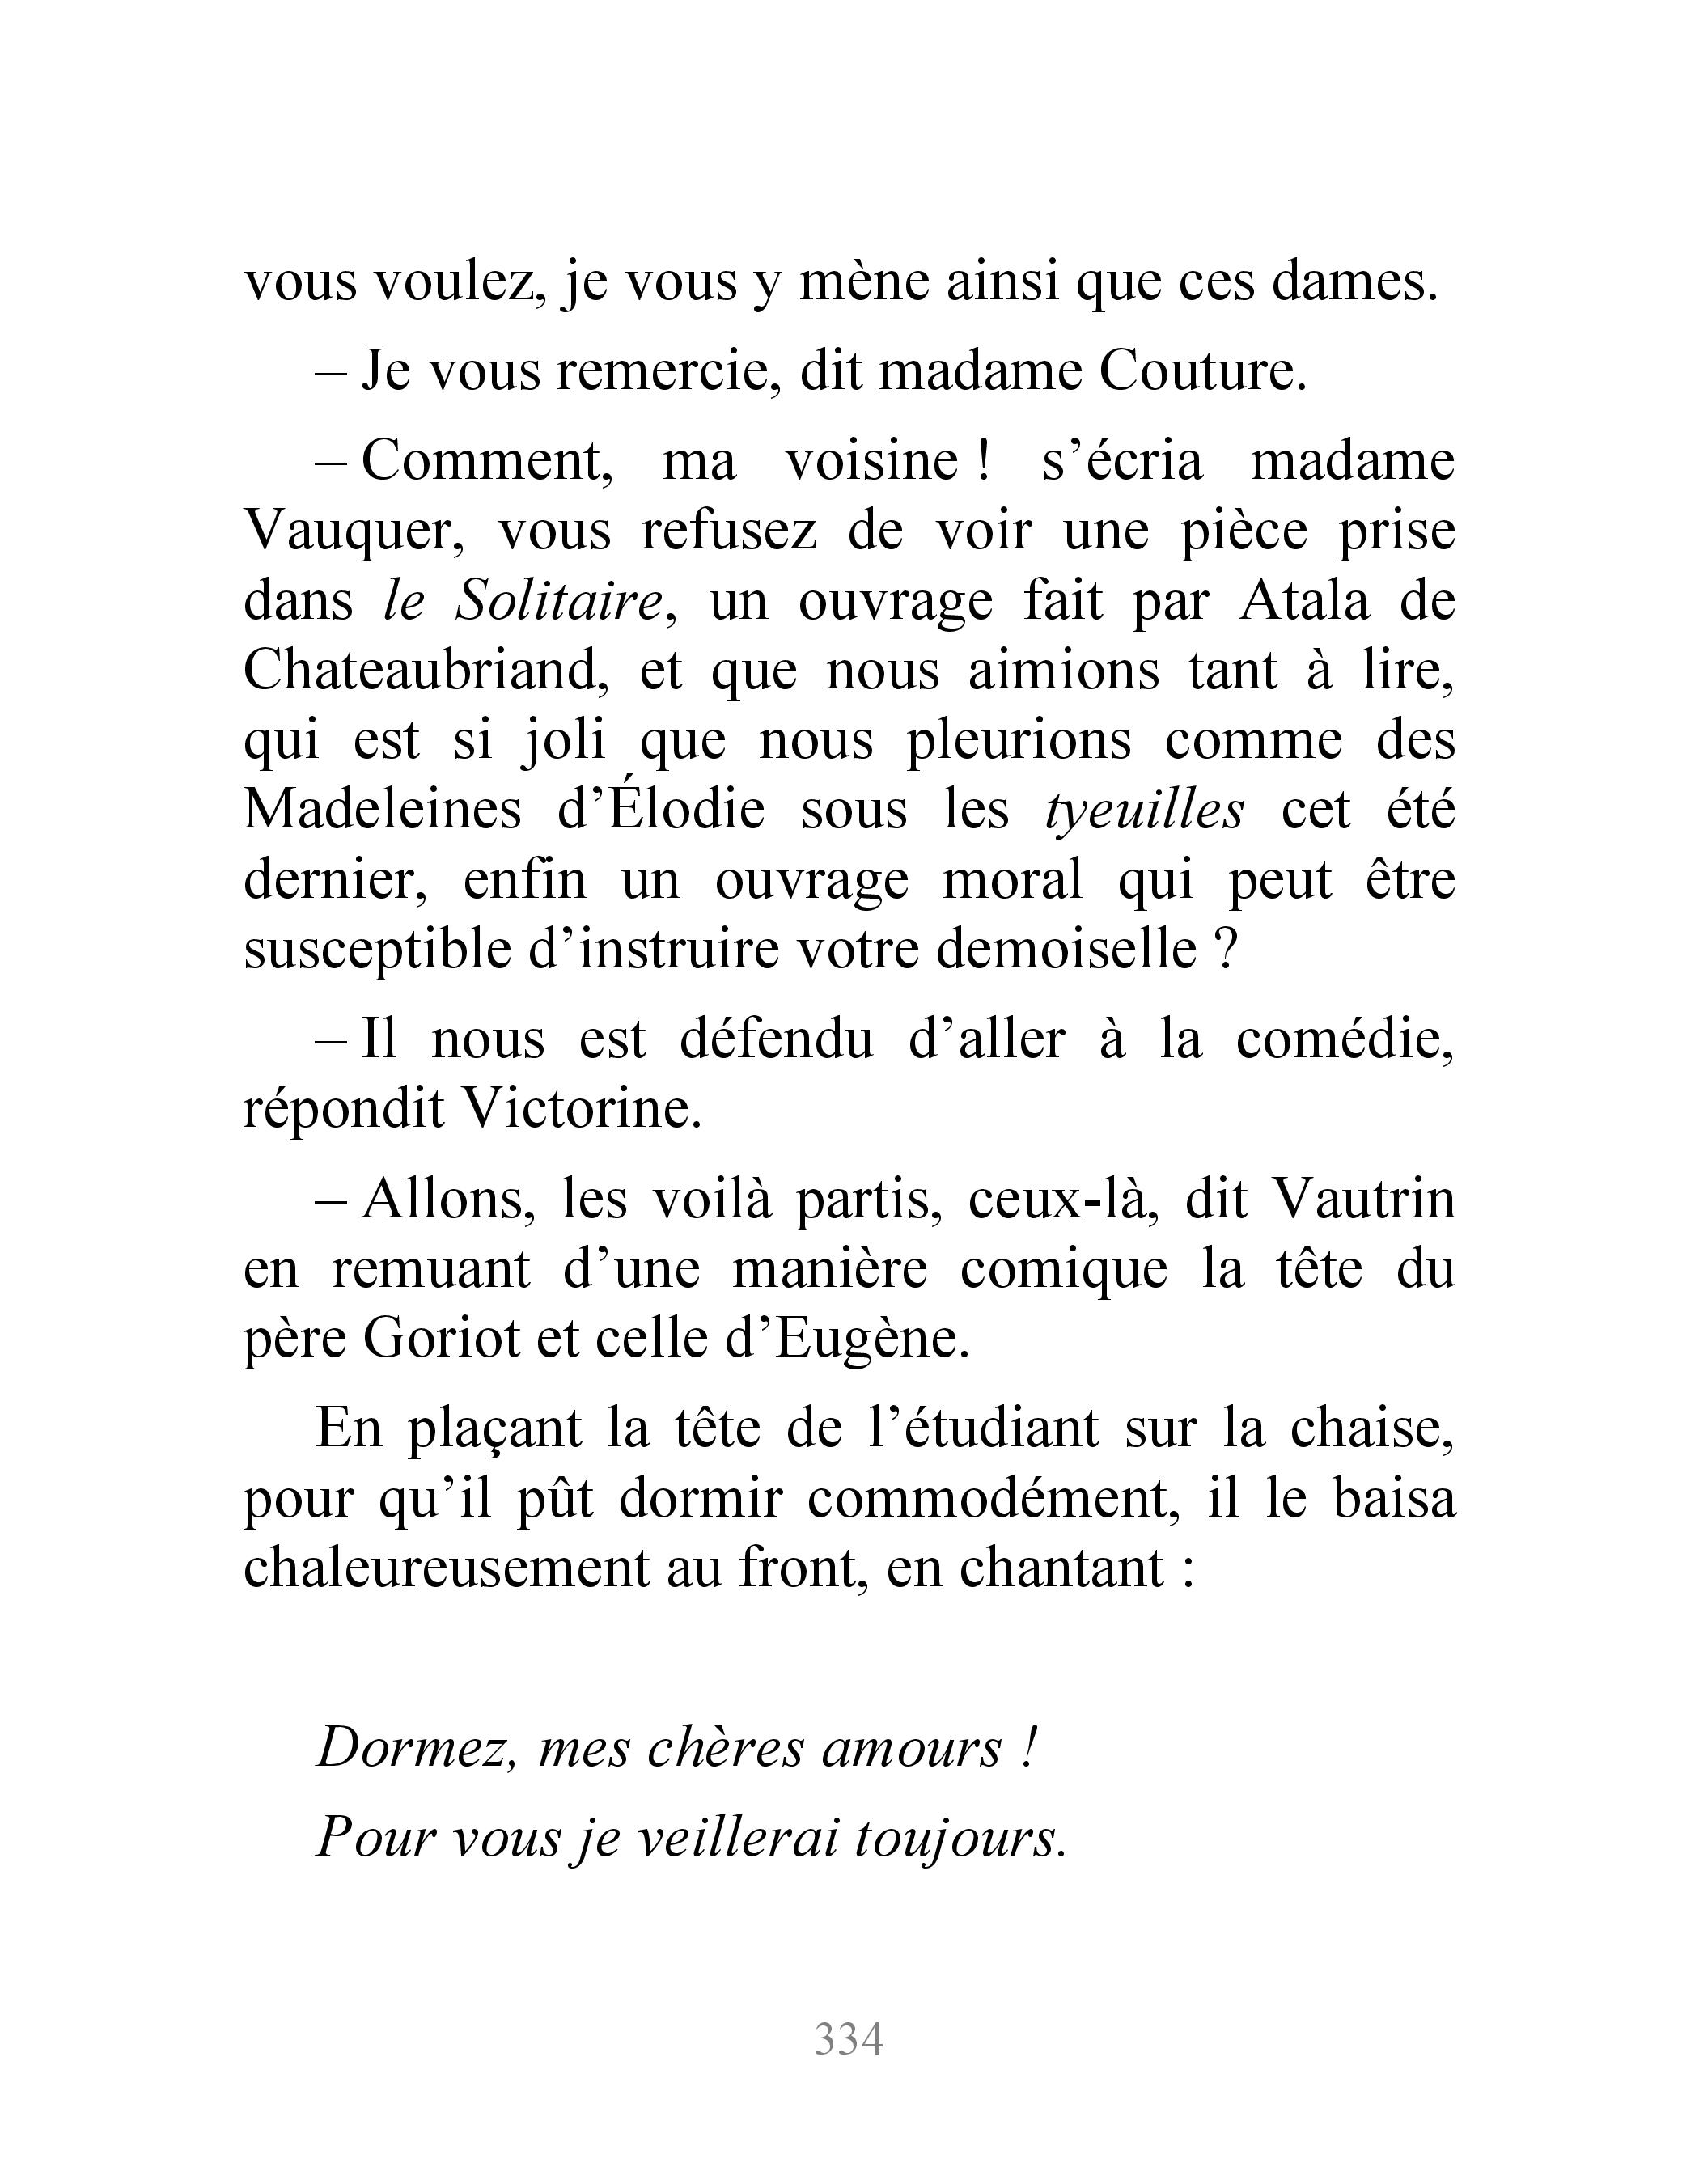 vous voulez, je vous y mène ainsi que ces dames.
– Je vous remercie, dit madame Couture.
– Comment, ma voisine ! s’écria madame
Vauquer, vous refusez de voir une pièce prise
dans le Solitaire, un ouvrage fait par Atala de
Chateaubriand, et que nous aimions tant à lire,
qui est si joli que nous pleurions comme des
Madeleines d’Élodie sous les tyeuilles cet été
dernier, enfin un ouvrage moral qui peut être
susceptible d’instruire votre demoiselle ?
– Il nous est défendu d’aller à la comédie,
répondit Victorine.
– Allons, les voilà partis, ceux-là, dit Vautrin
en remuant d’une manière comique la tête du
père Goriot et celle d’Eugène.
En plaçant la tête de l’étudiant sur la chaise,
pour qu’il pût dormir commodément, il le baisa
chaleureusement au front, en chantant :
Dormez, mes chères amours !
Pour vous je veillerai toujours.
334